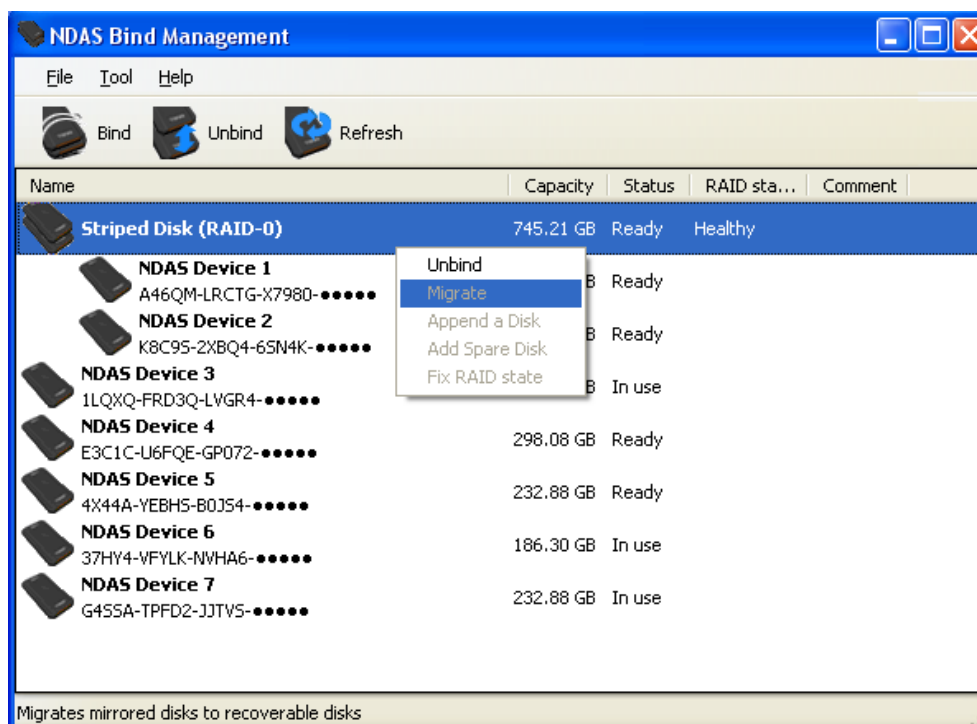 NDAS Bind Management
File Tool Help
Bind Unbind Refresh
Name Capacity Status RAID sta... Comment
Striped Disk (RAID-0) 745.21 GB Ready Healthy
NDAS Device 1
A46QM-LRCTG-X7980-●●●●● B Ready
NDAS Device 2
K8C9S-2XBQ4-6SN4K-●●●●● B Ready
NDAS Device 3
1LQXQ-FRD3Q-LVGR4-●●●●● B In use
Unbind
Migrate
Append a Disk
Add Spare Disk
Fix RAID state
NDAS Device 4
E3C1C-U6FQE-GP072-●●●●● 298.08 GB Ready
NDAS Device 5
4X44A-YEBHS-B0JS4-●●●●● 232.88 GB Ready
NDAS Device 6
37HY4-VFYLK-NVHA6-●●●●● 186.30 GB In use
NDAS Device 7
G4SSA-TPFD2-JJTVS-●●●●● 232.88 GB In use
Migrates mirrored disks to recoverable disks